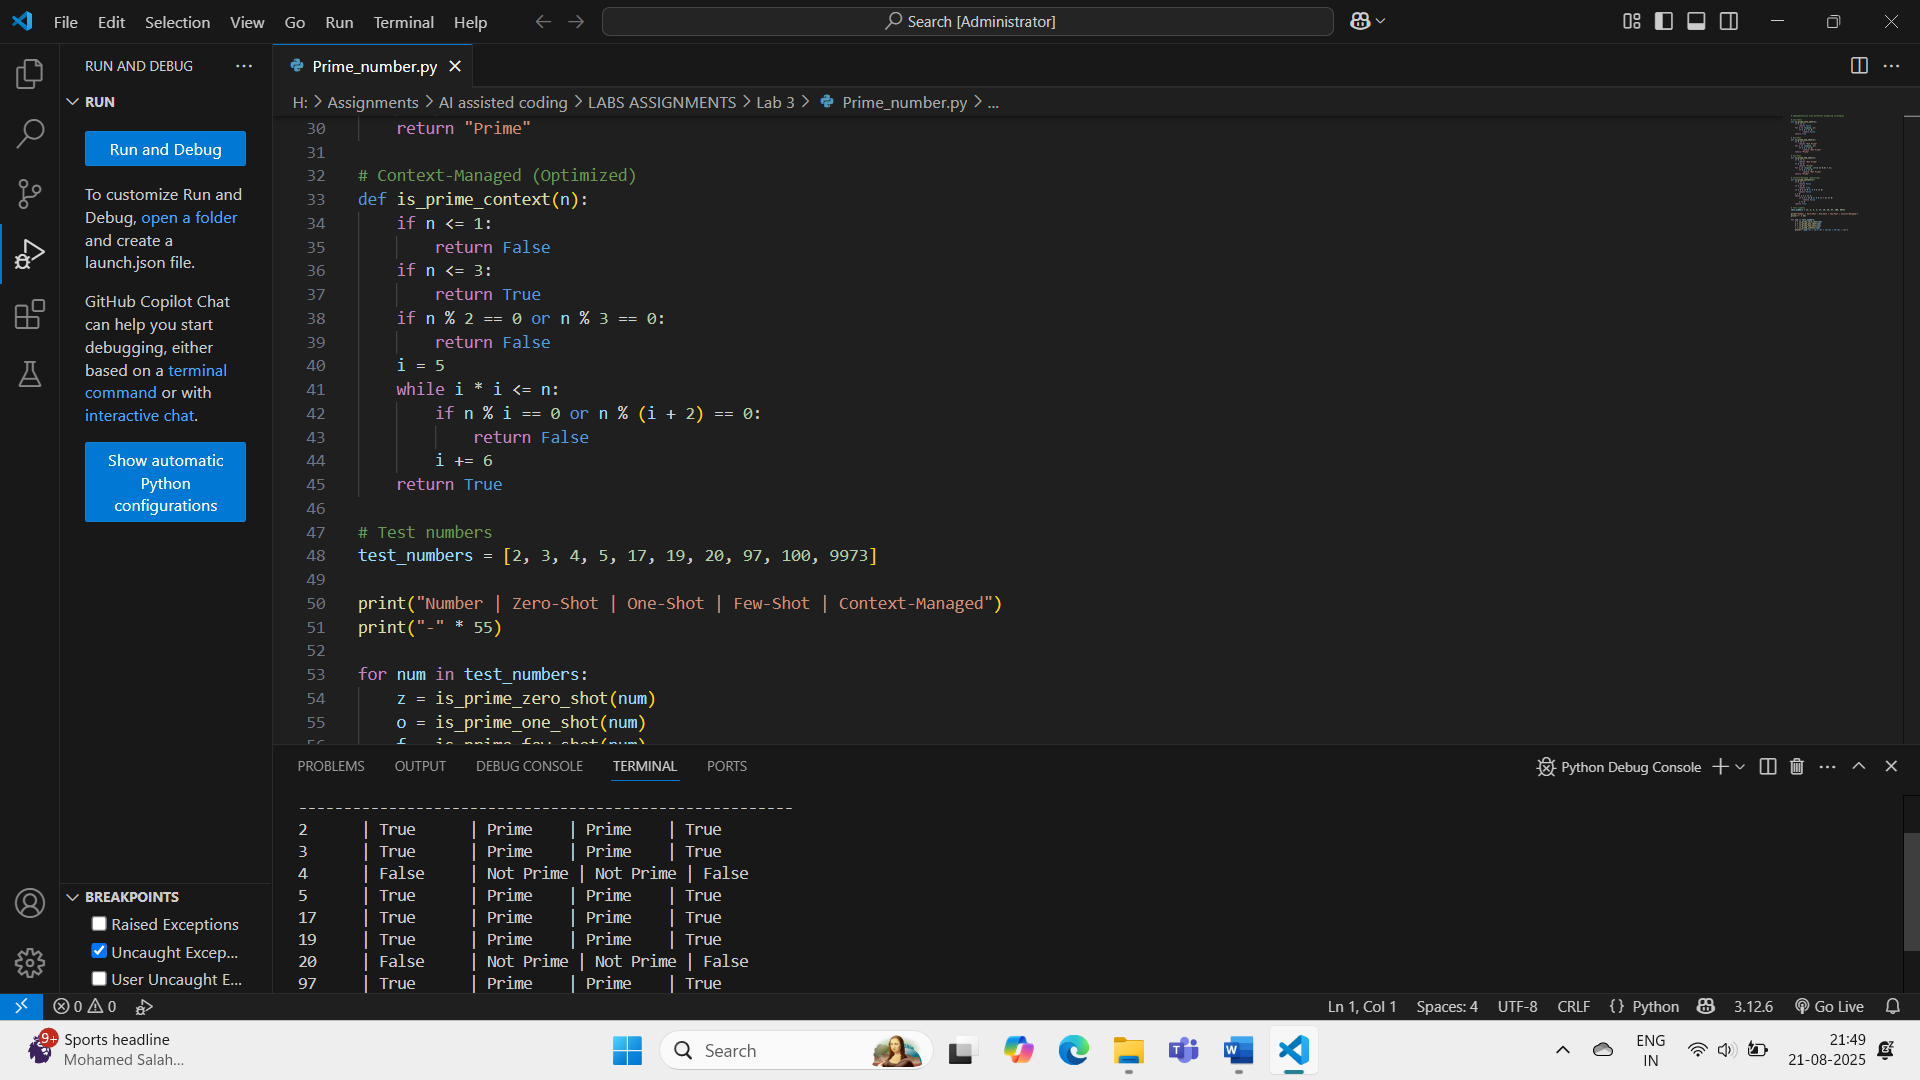 File Edit Selection View Go Run Terminal Help
Search [Administrator]
RUN AND DEBUG
RUN
Run and Debug
To customize Run and
Debug, open a folder
and create a
launch.json file.
GitHub Copilot Chat
can help you start
debugging, either
based on a terminal
command or with
interactive chat.
Show automatic
Python
configurations
BREAKPOINTS
Raised Exceptions
Uncaught Excep...
User Uncaught E...
Prime_number.py
H: > Assignments > AI assisted coding > LABS ASSIGNMENTS > Lab 3 > Prime_number.py > ...
30 return "Prime"
31
32 # Context-Managed (Optimized)
33 def is_prime_context(n):
34 if n <= 1:
35 return False
36 if n <= 3:
37 return True
38 if n % 2 == 0 or n % 3 == 0:
39 return False
40 i = 5
41 while i * i <= n:
42 if n % i == 0 or n % (i + 2) == 0:
43 return False
44 i += 6
45 return True
46
47 # Test numbers
48 test_numbers = [2, 3, 4, 5, 17, 19, 20, 97, 100, 9973]
49
50 print("Number | Zero-Shot | One-Shot | Few-Shot | Context-Managed")
51 print("-" * 55)
52
53 for num in test_numbers:
54 z = is_prime_zero_shot(num)
55 o = is_prime_one_shot(num)
56 f = is_prime_few_shot(num)
PROBLEMS OUTPUT DEBUG CONSOLE TERMINAL PORTS
Python Debug Console
-------------------------------------------------------
2 | True | Prime | Prime | True
3 | True | Prime | Prime | True
4 | False | Not Prime | Not Prime | False
5 | True | Prime | Prime | True
17 | True | Prime | Prime | True
19 | True | Prime | Prime | True
20 | False | Not Prime | Not Prime | False
97 | True | Prime | Prime | True
0 0
Ln 1, Col 1 Spaces: 4 UTF-8 CRLF {} Python 3.12.6 Go Live
9+
Sports headline
Mohamed Salah...
Search
ENG
IN
21:49
21-08-2025